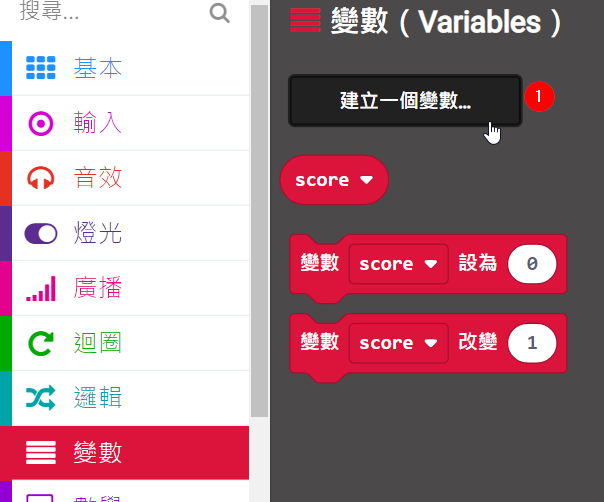 搜尋...
基本
輸入
音效
燈光
廣播
迴圈
邏輯
變數
數學
變數（Variables）
建立一個變數...
1
score
變數 score 設為 0
變數 score 改變 1